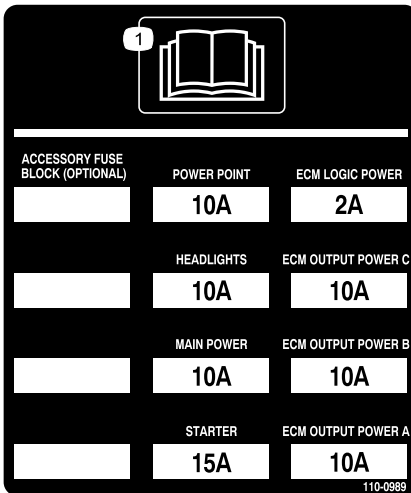 1
ACCESSORY FUSE
BLOCK (OPTIONAL)
POWER POINT
ECM LOGIC POWER
10A
2A
HEADLIGHTS
ECM OUTPUT POWER C
10A
10A
MAIN POWER
ECM OUTPUT POWER B
10A
10A
STARTER
ECM OUTPUT POWER A
15A
10A
110-0989